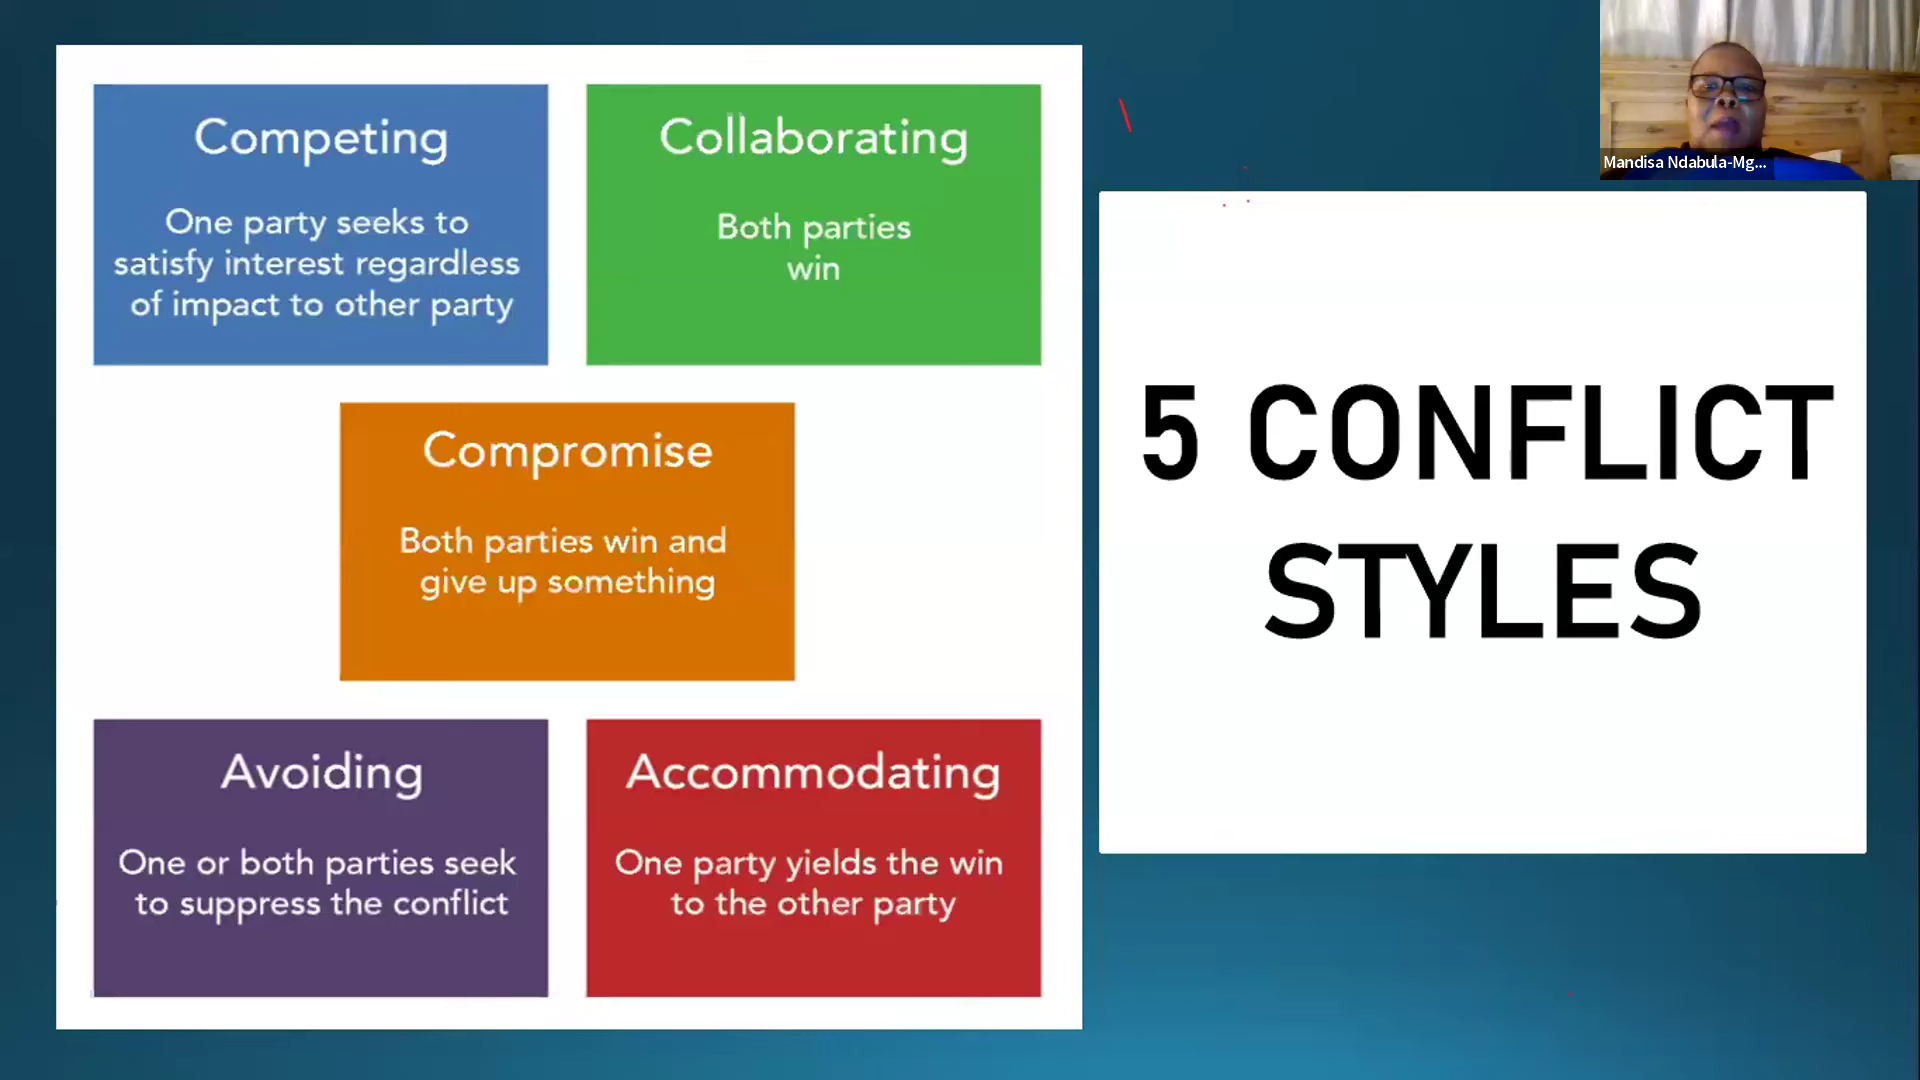 Competing
One party seeks to
satisfy interest regardless
of impact to other party
Collaborating
Both parties
win
Compromise
Both parties win and
give up something
Avoiding
One or both parties seek
to suppress the conflict
Accommodating
One party yields the win
to the other party
5 CONFLICT
STYLES
Mandisa Ndabula-Mg...